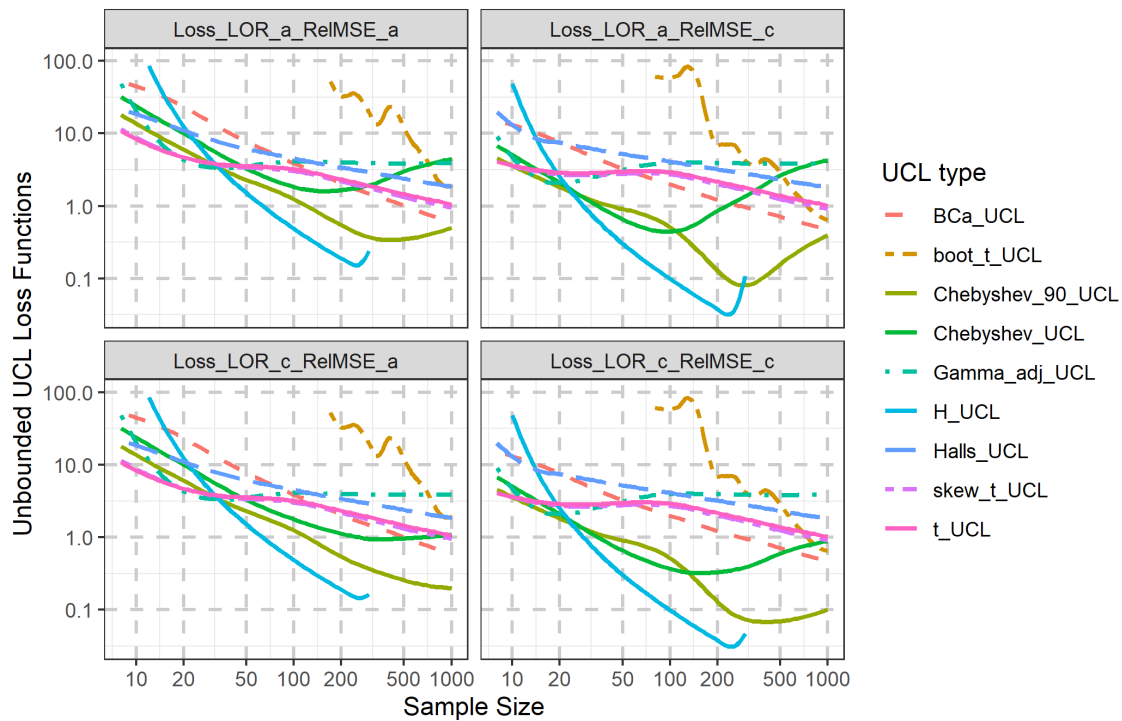 Loss_LOR_a_RelMSE_a
Loss_LOR_a_RelMSE_c
100.0
10.0
1.0
0.1
Loss_LOR_c_RelMSE_a
Loss_LOR_c_RelMSE_c
100.0
10.0
1.0
0.1
10 20 50 100 200 500 1000
10 20 50 100 200 500 1000
Sample Size
Unbounded UCL Loss Functions
UCL type
BCa_UCL
boot_t_UCL
Chebyshev_90_UCL
Chebyshev_UCL
Gamma_adj_UCL
H_UCL
Halls_UCL
skew_t_UCL
t_UCL